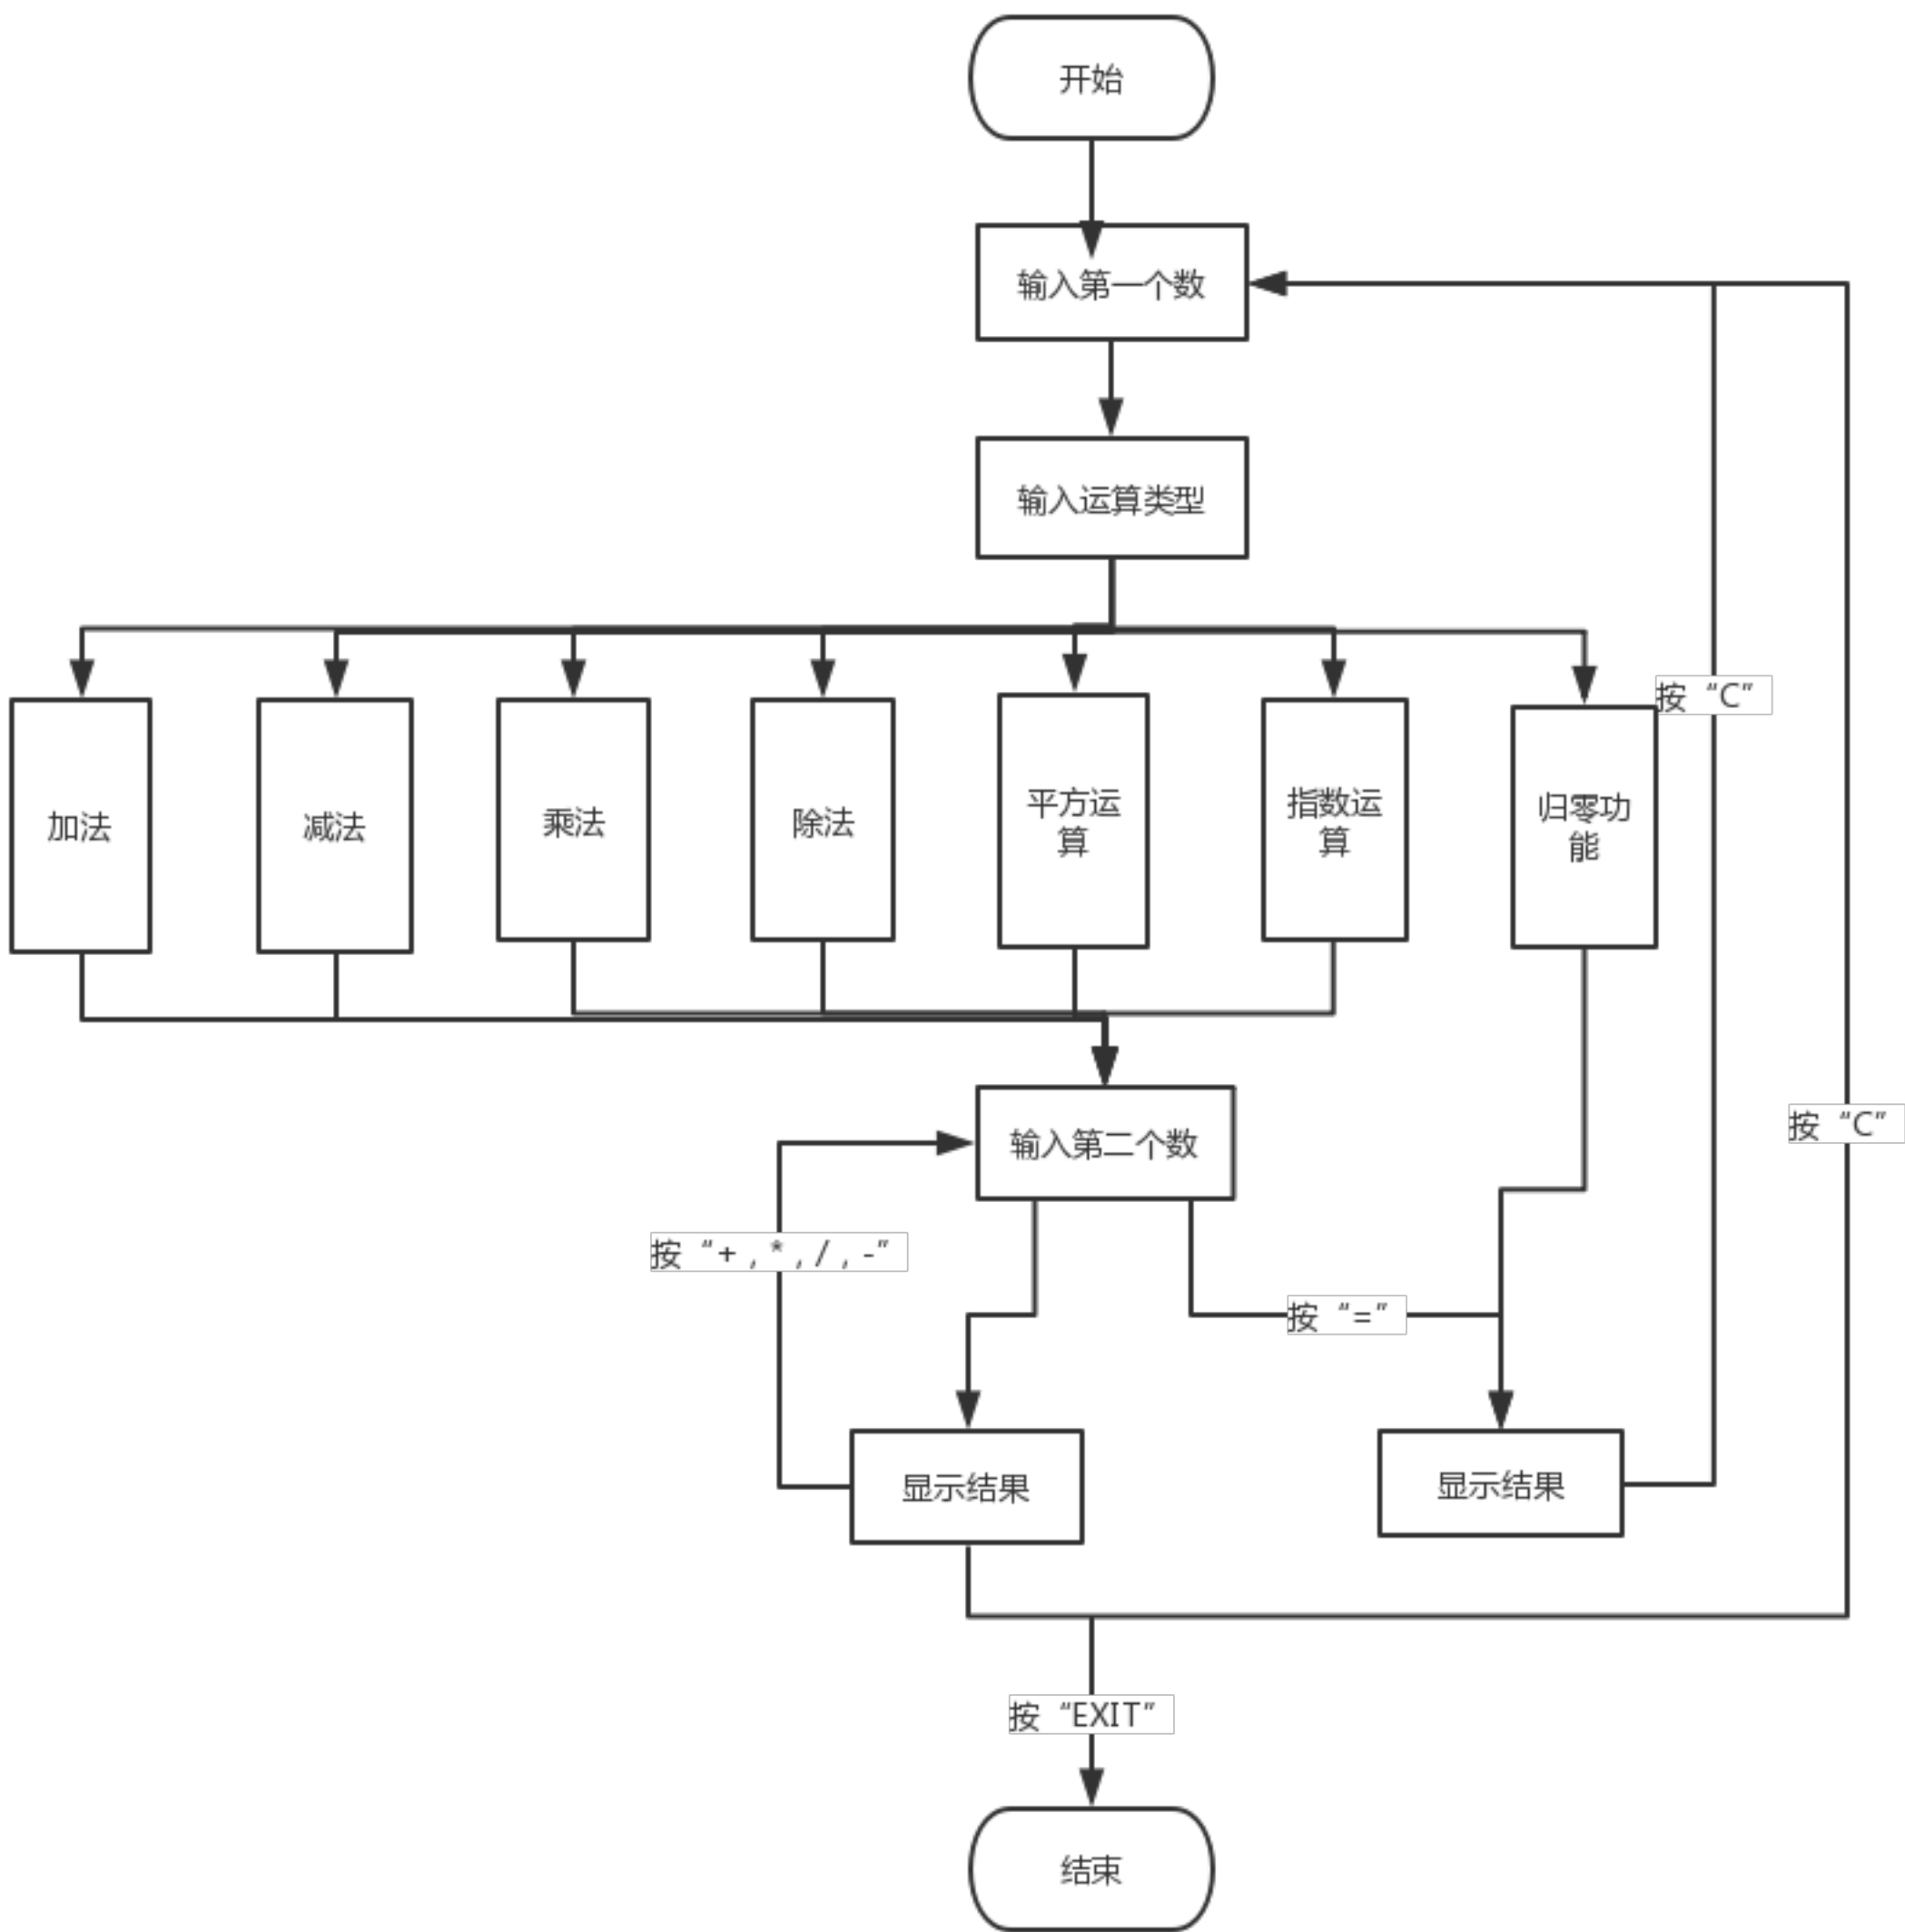 开始
输入第一个数
输入运算类型
按 “C”
加法
减法
乘法
除法
平方运
算
指数运
算
归零功
能
按 “C”
输入第二个数
按 “+ , * , / , -”
按 “=”
显示结果
显示结果
按 “EXIT”
结束